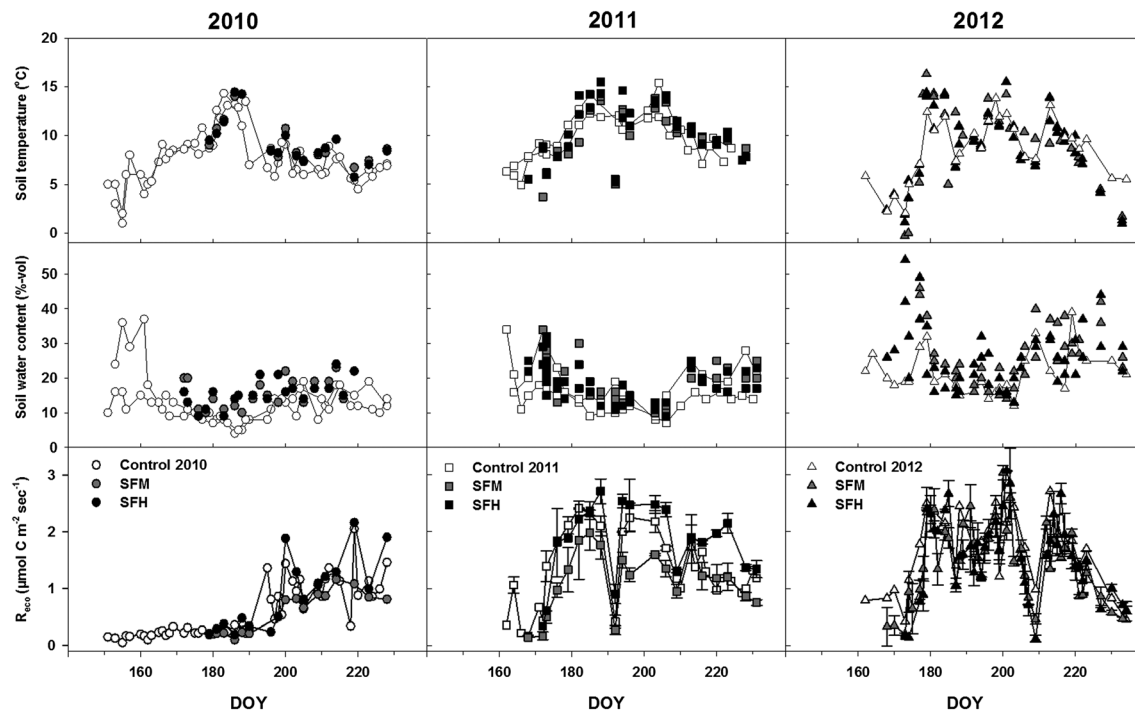 2010 2011 2012
Soil temperature (°C)
20
15
10
5
0
Soil water content (%-vol)
50
40
30
20
10
0
R_eco (μmol C m⁻² sec⁻¹)
3
2
1
0
Control 2010
SFM
SFH
Control 2011
SFM
SFH
Control 2012
SFM
SFH
160 180 200 220 160 180 200 220 160 180 200 220
DOY DOY DOY